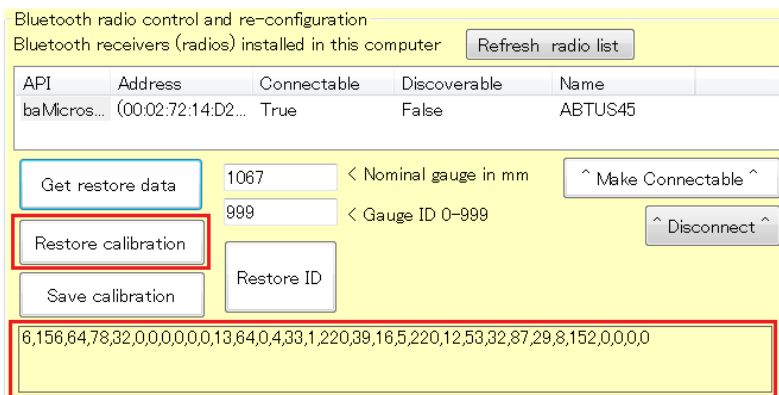 Bluetooth radio control and re-configuration
Bluetooth receivers (radios) installed in this computer Refresh radio list
API Address Connectable Discoverable Name
baMicros... (00:02:72:14:D2... True False ABTUS45
Get restore data 1067 < Nominal gauge in mm ^ Make Connectable ^
999 < Gauge ID 0-999 ^ Disconnect ^
Restore calibration
Restore ID
Save calibration
6,156,64,78,32,0,0,0,0,0,0,13,64,0,4,33,1,220,39,16,5,220,12,53,32,87,29,8,152,0,0,0,0